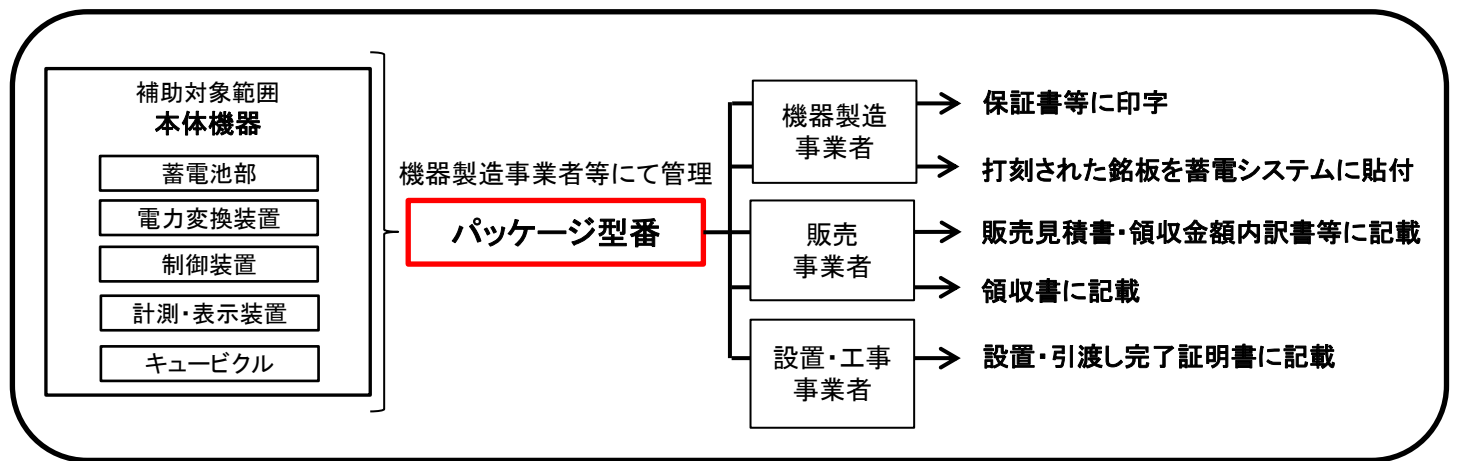 補助対象範囲
本体機器
蓄電池部
電力変換装置
制御装置
計測・表示装置
キュービクル
機器製造事業者等にて管理
パッケージ型番
機器製造
事業者
保証書等に印字
打刻された銘板を蓄電システムに貼付
販売
事業者
販売見積書・領収金額内訳書等に記載
領収書に記載
設置・工事
事業者
設置・引渡し完了証明書に記載